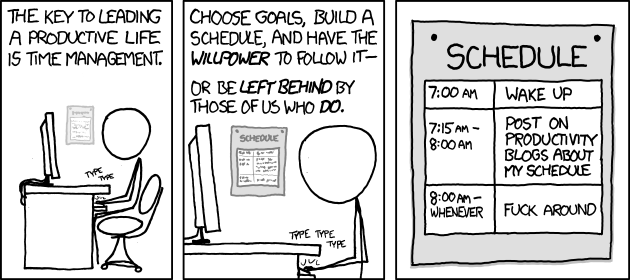 THE KEY TO LEADING
A PRODUCTIVE LIFE
IS TIME MANAGEMENT.
TYPE
TYPE
CHOOSE GOALS, BUILD A
SCHEDULE, AND HAVE THE
WILLPOWER TO FOLLOW IT—
OR BE LEFT BEHIND BY
THOSE OF US WHO DO.
SCHEDULE
TYPE TYPE
TYPE
SCHEDULE
7:00 AM WAKE UP
7:15 AM –
8:00 AM
POST ON
PRODUCTIVITY
BLOGS ABOUT
MY SCHEDULE
8:00 AM –
WHENEVER
FUCK AROUND